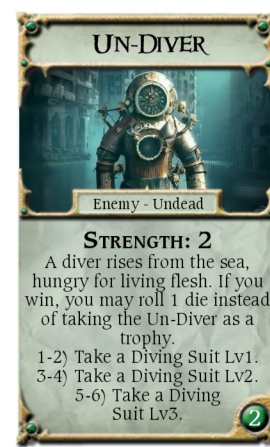 UN-DIVER
Enemy - Undead
STRENGTH: 2
A diver rises from the sea,
hungry for living flesh. If you
win, you may roll 1 die instead
of taking the Un-Diver as a
trophy.
1-2) Take a Diving Suit Lv1.
3-4) Take a Diving Suit Lv2.
5-6) Take a Diving
Suit Lv3.
2